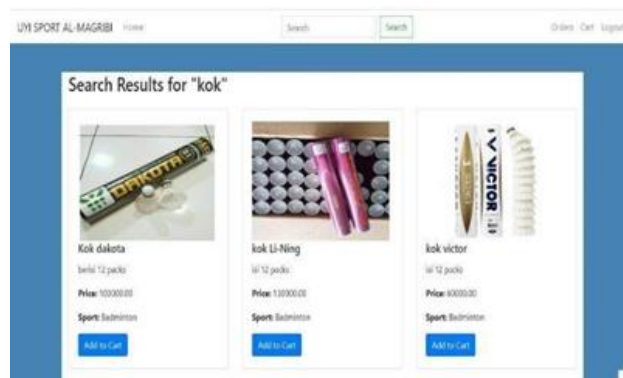 UYI SPORT AL-MAGRIBI Home Search Search Orders Cart Logout
Search Results for "kok"
DAKOTA
VICTOR
Kok dakota
kok Li-Ning
kok victor
berisi 12 packs
isi 12 packs
isi 12 packs
Price: 100000.00
Price: 130000.00
Price: 60000.00
Sport: Badminton
Sport: Badminton
Sport: Badminton
Add to Cart
Add to Cart
Add to Cart